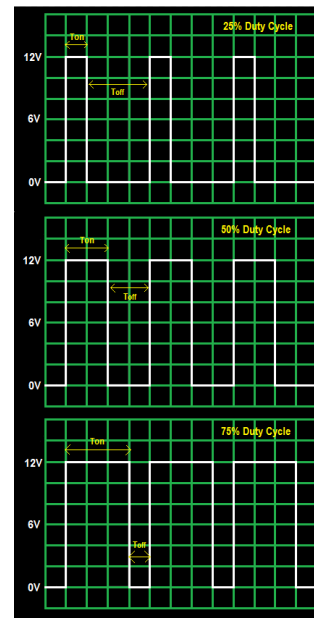 25% Duty Cycle
Ton
12V
Toff
6V
0V
50% Duty Cycle
Ton
12V
Toff
6V
0V
75% Duty Cycle
Ton
12V
6V
Toff
0V